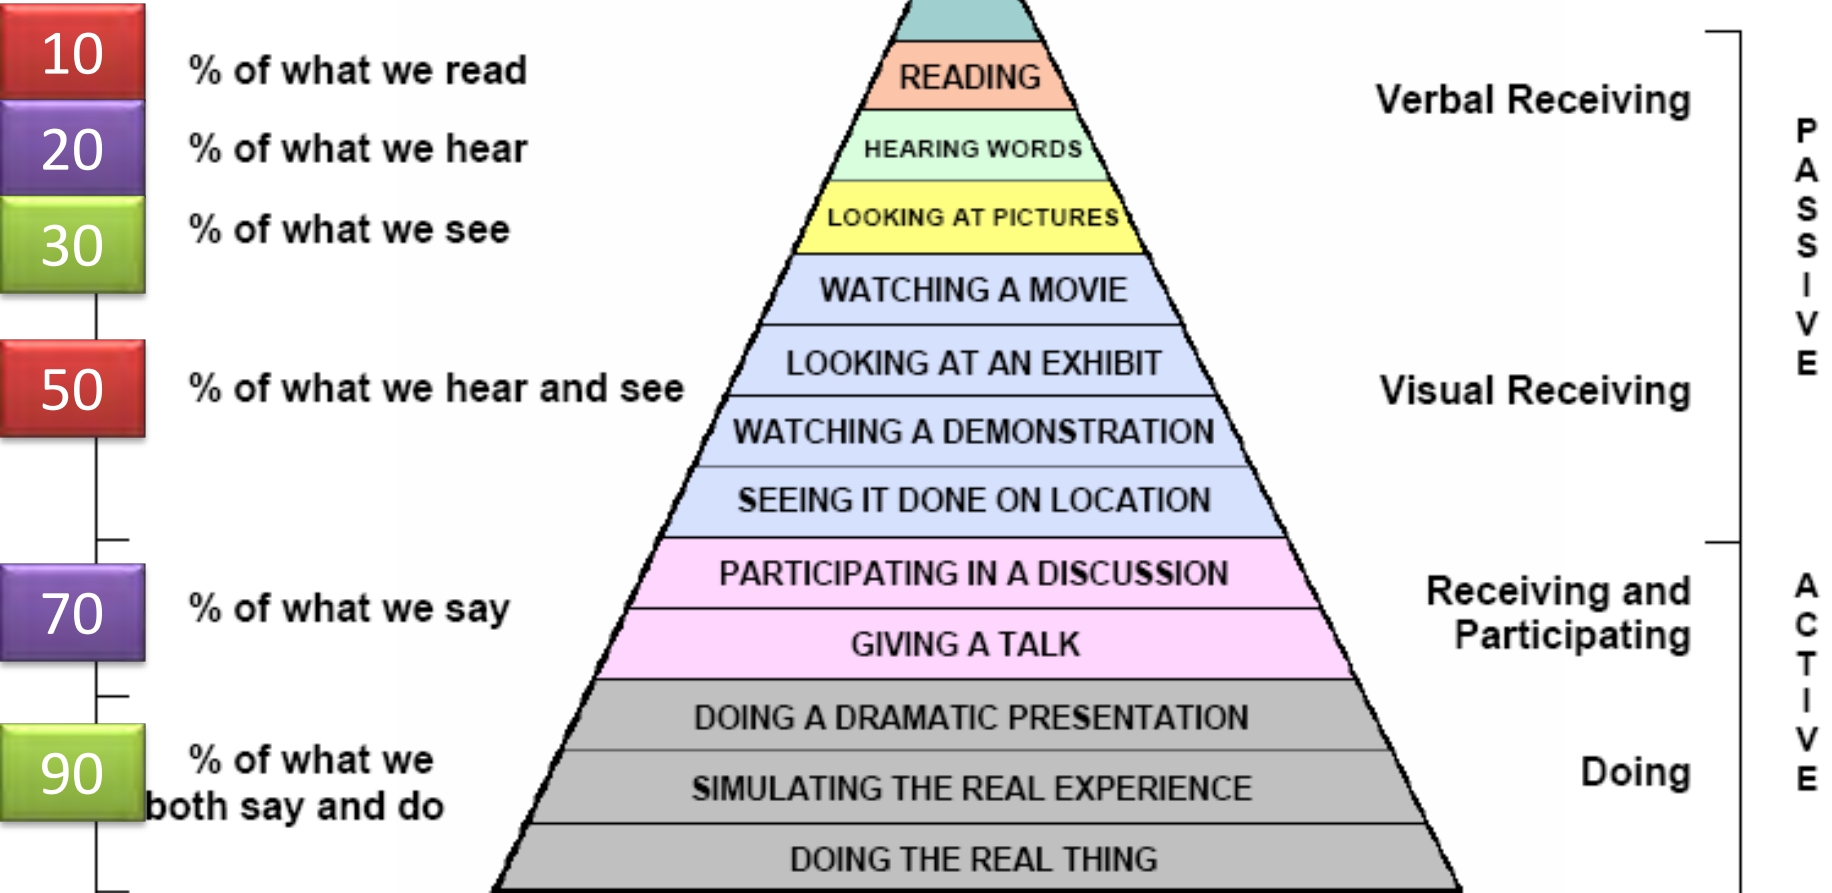 10
% of what we read
20
% of what we hear
30
% of what we see
50
% of what we hear and see
70
% of what we say
90
% of what we
both say and do
READING
HEARING WORDS
LOOKING AT PICTURES
WATCHING A MOVIE
LOOKING AT AN EXHIBIT
WATCHING A DEMONSTRATION
SEEING IT DONE ON LOCATION
PARTICIPATING IN A DISCUSSION
GIVING A TALK
DOING A DRAMATIC PRESENTATION
SIMULATING THE REAL EXPERIENCE
DOING THE REAL THING
Verbal Receiving
Visual Receiving
Receiving and
Participating
Doing
PASSIVE
ACTIVE